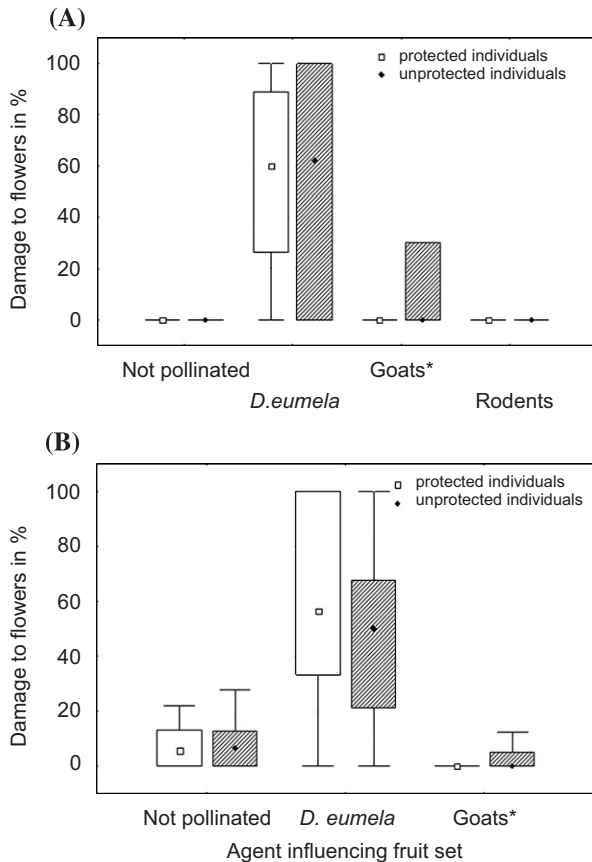 (A)
100
80
60
40
20
0
Damage to flowers in %
protected individuals
unprotected individuals
Not pollinated
D.eumela
Goats*
Rodents
(B)
100
80
60
40
20
0
Damage to flowers in %
protected individuals
unprotected individuals
Not pollinated
D. eumela
Goats*
Agent influencing fruit set